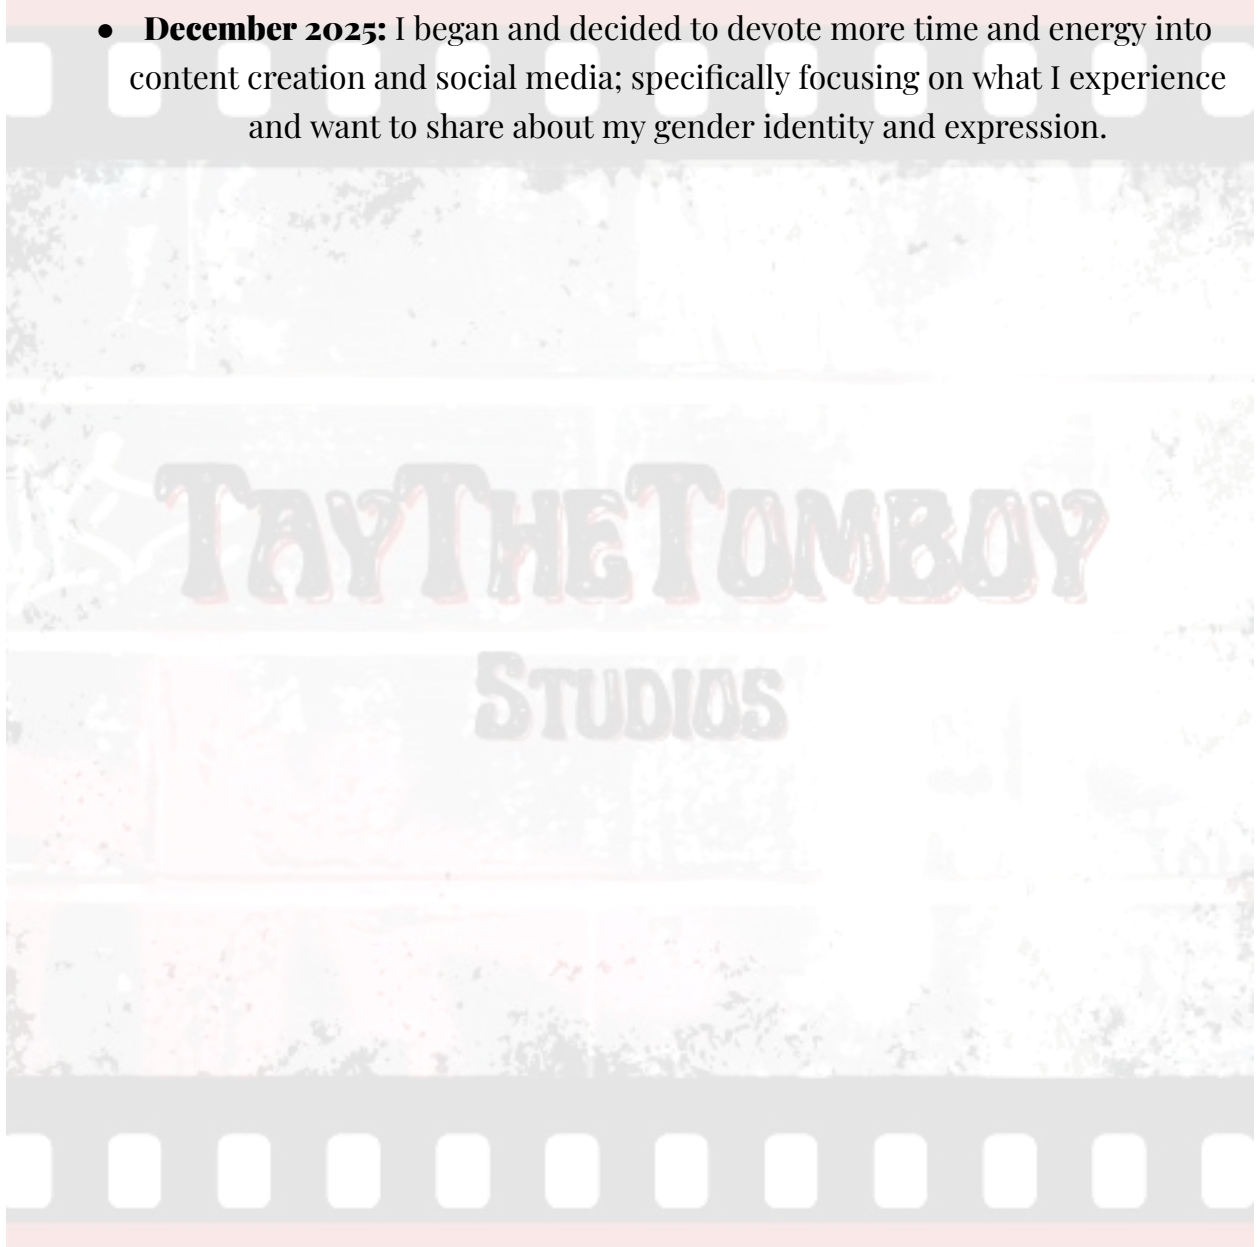 ● December 2025: I began and decided to devote more time and energy into
content creation and social media; specifically focusing on what I experience
and want to share about my gender identity and expression.
TAYTHETOMBOY
STUDIOS